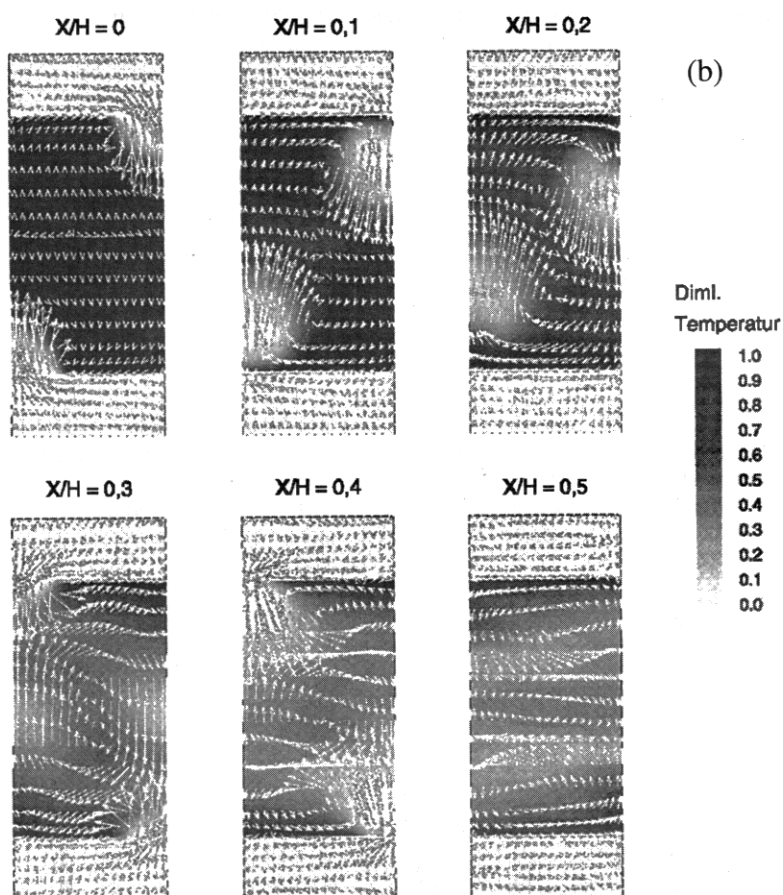 X/H = 0
X/H = 0,1
X/H = 0,2
(b)
Diml.
Temperatur
1.0
0.9
0.8
0.7
0.6
0.5
0.4
0.3
0.2
0.1
0.0
X/H = 0,3
X/H = 0,4
X/H = 0,5